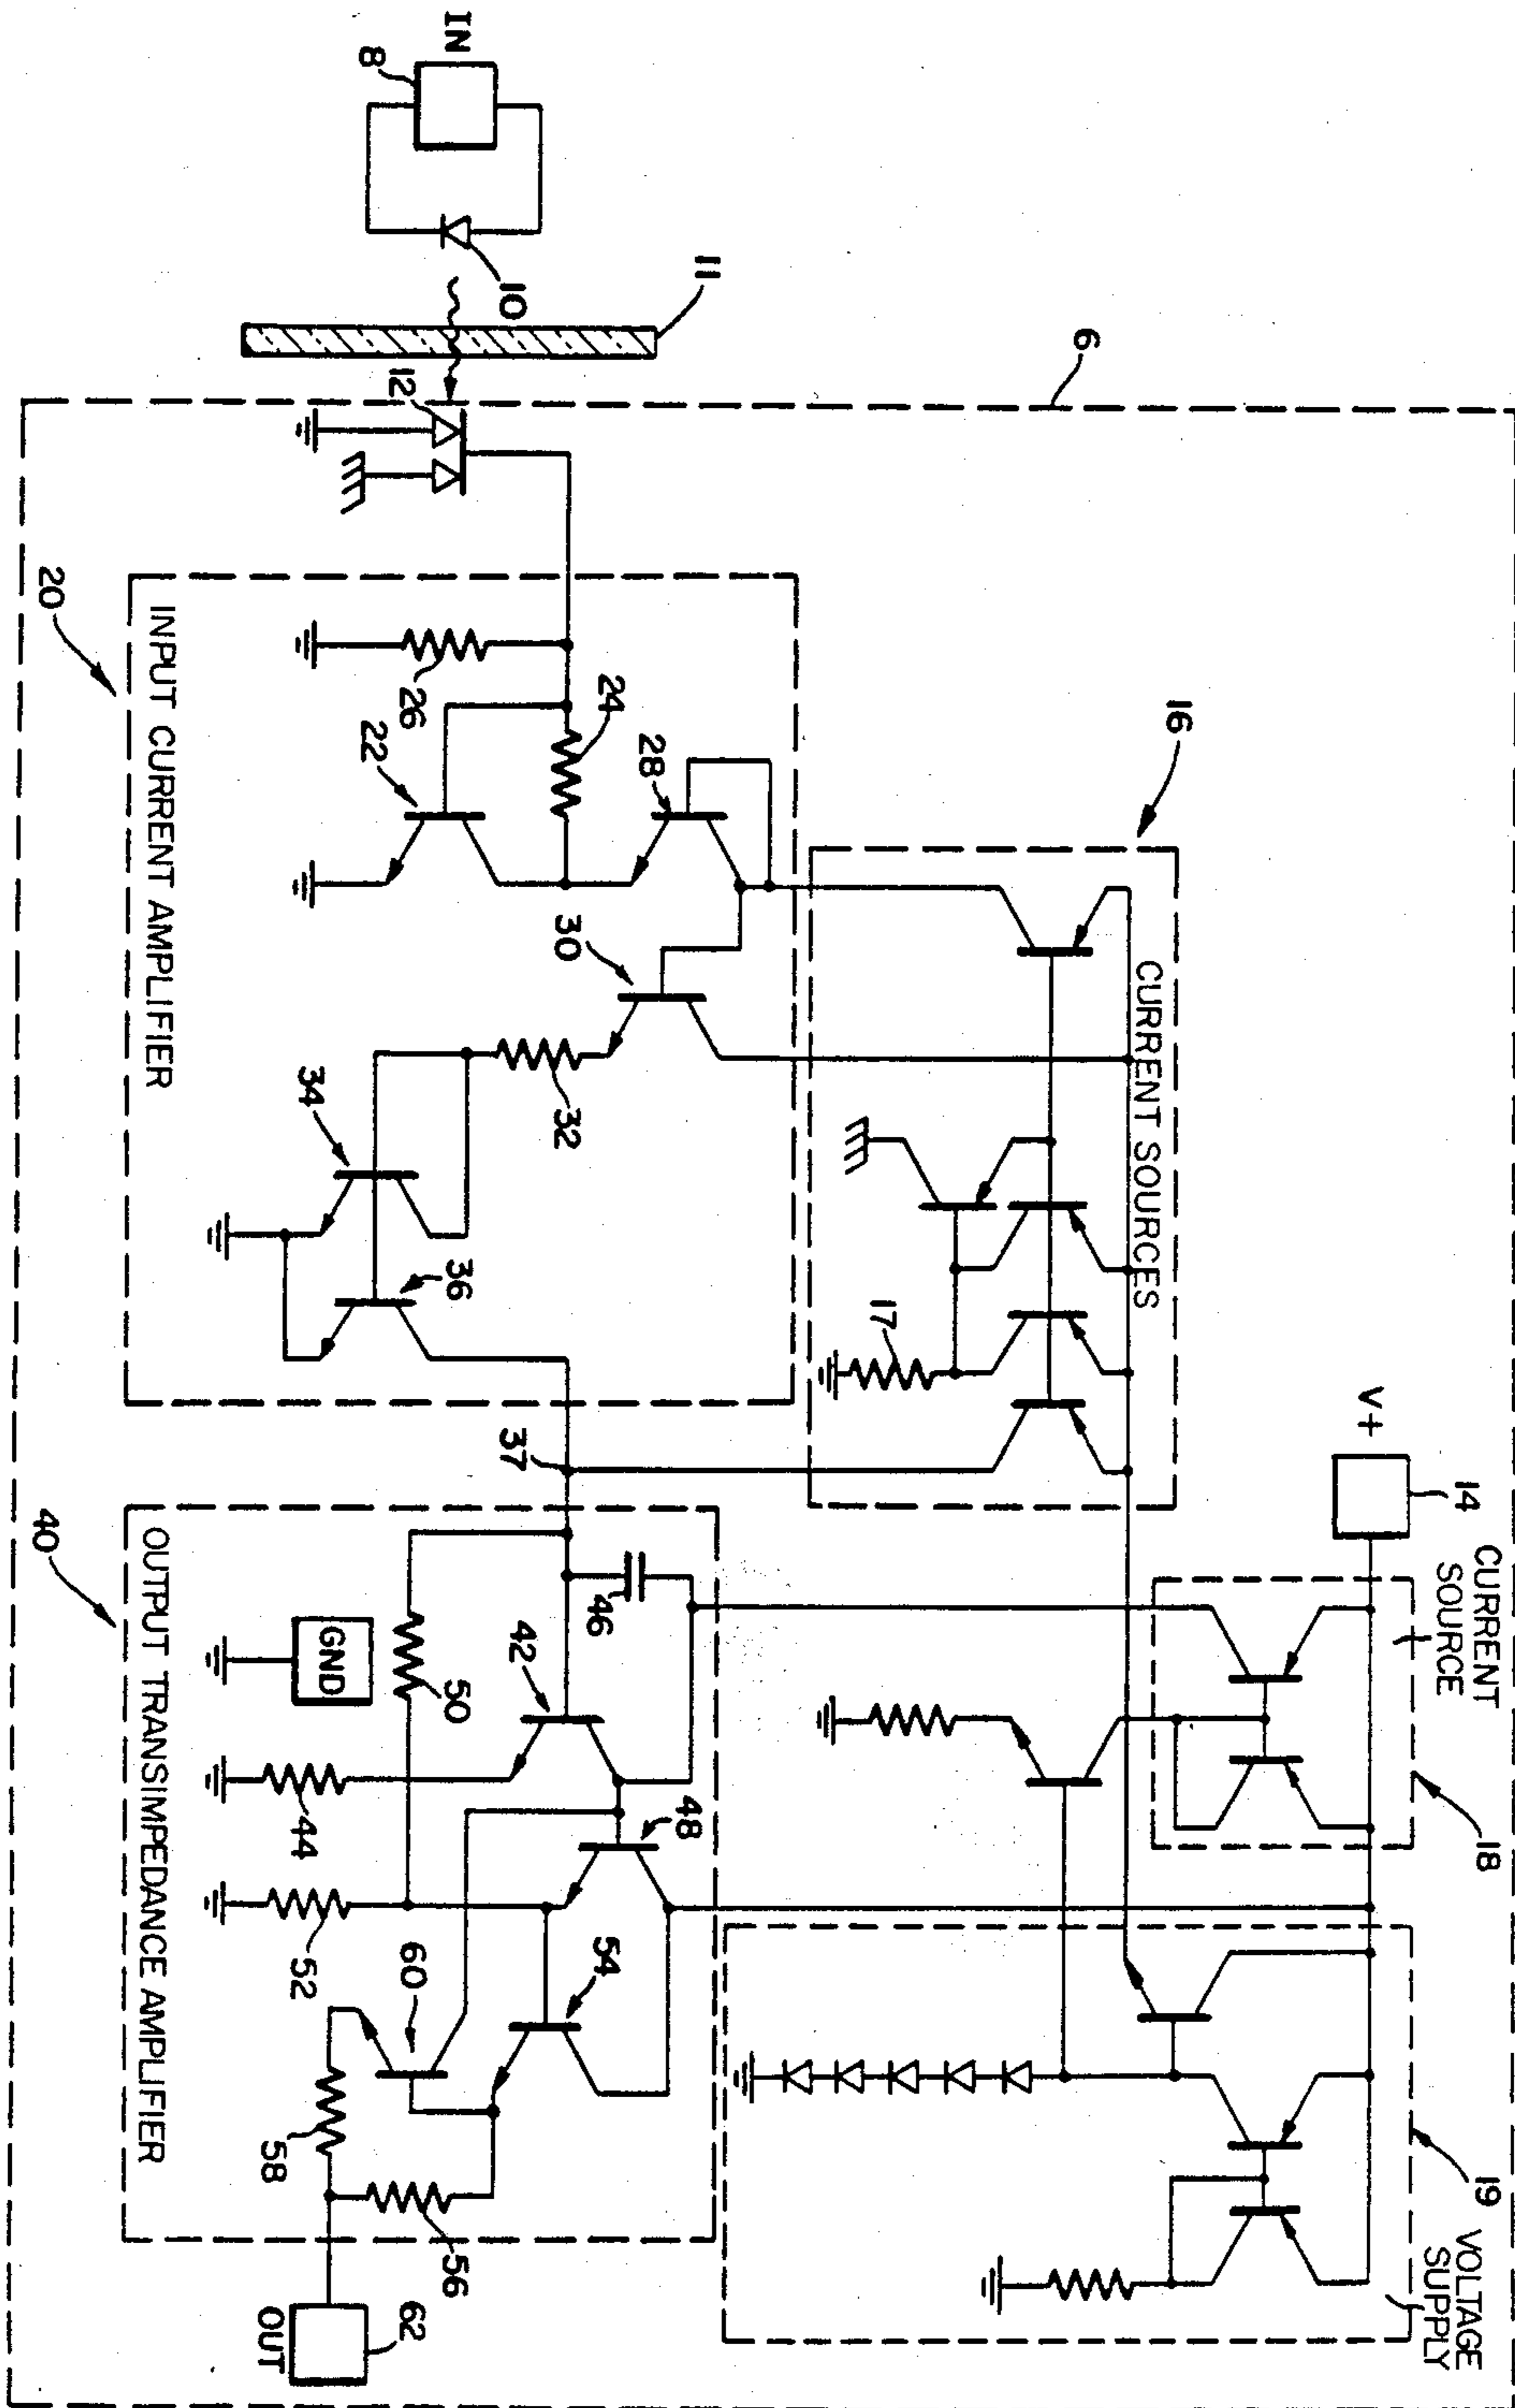 IN
8
10
11
6
12
20
INPUT CURRENT AMPLIFIER
26
22
24
28
30
32
34
36
16
CURRENT SOURCES
17
37
V+
14
CURRENT
SOURCE
18
19
VOLTAGE
SUPPLY
40
OUTPUT TRANSIMPEDANCE AMPLIFIER
GND
50
46
42
44
48
52
60
54
58
56
62
OUT